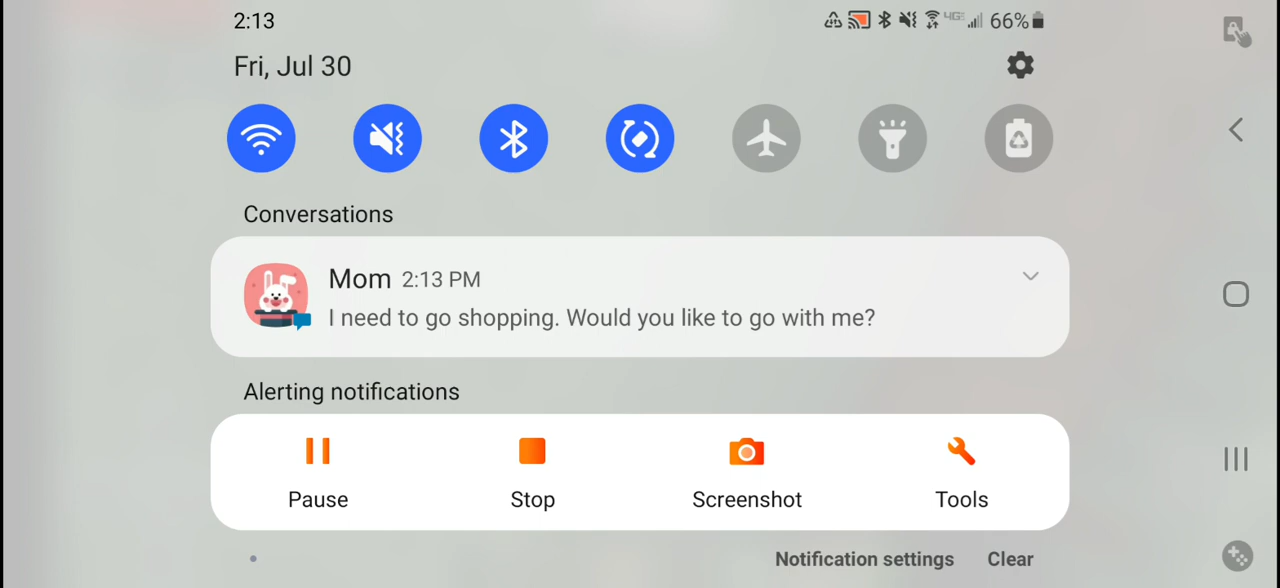 2:13
4G
66%
Fri, Jul 30
Conversations
Mom 2:13 PM
I need to go shopping. Would you like to go with me?
Alerting notifications
Pause Stop Screenshot Tools
Notification settings Clear